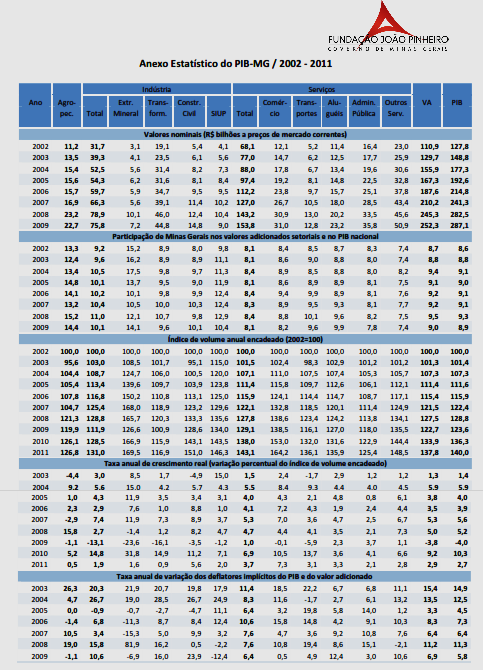 FUNDAÇÃO JOÃO PINHEIRO
GOVERNO DE MINAS GERAIS
Anexo Estatístico do PIB-MG / 2002 - 2011
Indústria Serviços
Ano Agro- Extr. Trans- Constr. Comér- Trans- Alu- Admin. Outros VA PIB
pec. Total Mineral form. Civil SIUP Total cio portes guéis Pública Serv.
Valores nominais (R$ bilhões a preços de mercado correntes)
2002 11,2 31,7 3,1 19,1 5,4 4,1 68,1 12,1 5,2 11,4 16,4 23,0 110,9 127,8
2003 13,5 39,3 4,1 23,5 6,1 5,6 77,0 14,7 6,2 12,5 17,7 25,9 129,7 148,8
2004 15,4 52,5 5,6 31,4 8,2 7,3 88,0 17,8 6,7 13,4 19,6 30,6 155,9 177,3
2005 15,6 54,3 6,2 31,6 8,1 8,4 97,4 19,2 8,1 14,8 22,5 32,8 167,3 192,6
2006 15,7 59,7 5,9 34,7 9,5 9,5 112,2 23,8 9,7 15,7 25,1 37,8 187,6 214,8
2007 16,9 66,3 5,6 39,1 11,4 10,2 127,0 26,7 10,5 18,0 28,5 43,4 210,2 241,3
2008 23,2 78,9 10,1 46,0 12,4 10,4 143,2 30,9 13,0 20,2 33,5 45,6 245,3 282,5
2009 22,7 75,8 7,2 44,8 14,8 9,0 153,8 31,0 12,8 23,2 35,8 50,9 252,3 287,1
Participação de Minas Gerais nos valores adicionados setoriais e no PIB nacional
2002 13,3 9,2 15,2 8,9 8,0 9,8 8,1 8,4 8,5 8,7 8,3 7,4 8,7 8,6
2003 12,4 9,6 16,2 8,9 8,9 11,1 8,1 8,6 9,0 8,8 8,0 7,4 8,8 8,8
2004 13,4 10,5 17,5 9,8 9,7 11,3 8,4 8,9 8,5 8,8 8,0 8,2 9,4 9,1
2005 14,8 10,1 13,7 9,5 9,0 11,9 8,1 8,6 8,9 8,9 8,1 7,5 9,1 9,0
2006 14,1 10,2 10,1 9,8 9,9 12,4 8,4 9,4 9,9 8,9 8,1 7,6 9,2 9,1
2007 13,2 10,4 10,5 10,0 10,3 12,4 8,3 8,9 9,5 9,3 8,1 7,7 9,2 9,1
2008 15,2 11,0 12,1 10,7 9,8 12,9 8,4 8,8 10,1 9,6 8,2 7,5 9,5 9,3
2009 14,4 10,1 14,1 9,6 10,1 10,4 8,1 8,2 9,6 9,9 7,8 7,4 9,0 8,9
Índice de volume anual encadeado (2002=100)
2002 100,0 100,0 100,0 100,0 100,0 100,0 100,0 100,0 100,0 100,0 100,0 100,0 100,0 100,0
2003 95,6 103,0 108,5 101,7 95,1 115,0 101,5 102,4 98,3 102,9 101,2 101,2 101,3 101,4
2004 104,4 108,7 124,7 106,0 100,5 120,0 107,1 111,0 107,5 107,4 105,3 105,7 107,3 107,3
2005 105,4 113,4 139,6 109,7 103,9 123,8 111,4 115,8 109,7 112,6 106,1 112,1 111,4 111,6
2006 107,8 116,8 150,2 110,8 113,1 125,0 115,9 124,1 114,4 114,7 108,7 117,1 115,4 115,9
2007 104,7 125,4 168,0 118,9 123,2 129,6 122,1 132,8 118,5 120,1 111,4 124,9 121,5 122,4
2008 121,3 128,8 165,7 120,3 133,3 135,6 127,8 138,6 123,4 124,2 113,8 134,1 127,5 128,8
2009 119,9 111,9 126,6 100,9 128,6 134,0 129,1 138,5 116,1 127,0 118,0 135,5 122,7 123,6
2010 126,1 128,5 166,9 115,9 143,1 143,5 138,0 153,0 132,0 131,6 122,9 144,4 133,9 136,3
2011 126,8 131,0 169,5 116,9 151,0 146,3 143,1 164,2 136,1 135,9 125,4 148,5 137,8 140,0
Taxa anual de crescimento real (variação percentual do índice de volume encadeado)
2003 -4,4 3,0 8,5 1,7 -4,9 15,0 1,5 2,4 -1,7 2,9 1,2 1,2 1,3 1,4
2004 9,2 5.6 15.0 4.2 5.7 4.3 5.5 8.4 9.3 4.4 4.0 4.5 5.9 5.9
2005 1,0 4,3 11,9 3,5 3,4 3,1 4,0 4,3 2,1 4,8 0,8 6,1 3,8 4,0
2006 2,3 2,9 7,6 1,0 8,8 1,0 4,1 7,2 4,3 1,9 2,4 4,4 3,5 3,9
2007 -2,9 7,4 11,9 7,3 8,9 3,7 5,3 7,0 3,6 4,7 2,5 6,7 5,3 5,6
2008 15,8 2,7 -1,4 1,2 8,2 4,7 4,7 4,4 4,1 3,5 2,1 7,3 5,0 5,2
2009 -1,1 -13,1 -23,6 -16,1 -3,5 -1,2 1,0 -0,1 -5,9 2,3 3,7 1,1 -3,8 -4,0
2010 5,2 14,8 31,8 14,9 11,2 7,1 6,9 10,5 13,7 3,6 4,1 6,6 9,2 10,3
2011 0,5 1,9 1,6 0,9 5,6 2,0 3,7 7,3 3,1 3,3 2,1 2,8 2,9 2,7
Taxa anual de variação dos deflatores implícitos do PIB e do valor adicionado
2003 26,3 20,3 21,9 20,7 19,8 17,9 11,4 18,5 22,2 6,7 6,8 11,1 15,4 14,9
2004 4,7 26,7 19,0 28,5 26,7 24,9 8,3 11,6 -1,7 2,7 6,1 13,2 13,5 12,5
2005 0,0 -0,9 -0,7 -2,7 -4,7 11,1 6,4 3,2 19,8 5,8 14,0 1,2 3,3 4,5
2006 -1,4 6,8 -11,3 8,7 8,4 12,4 10,6 15,8 14,8 4,2 9,1 10,3 8,3 7,3
2007 10,5 3,4 -15,3 5,0 9,9 3,2 7,6 4,7 3,6 9,2 10,8 7,6 6,4 6,4
2008 19,0 15,8 81,9 16,2 0,5 -2,2 7,6 10,8 19,4 8,6 15,1 -2,1 11,2 11,3
2009 -1,1 10,6 -6,9 16,0 23,9 -12,4 6,4 0,5 4,9 12,4 3,0 10,6 6,9 5,8